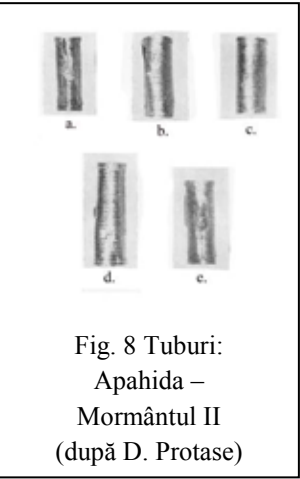 a. b. c.
d. e.
Fig. 8 Tuburi:
Apahida –
Mormântul II
(după D. Protase)